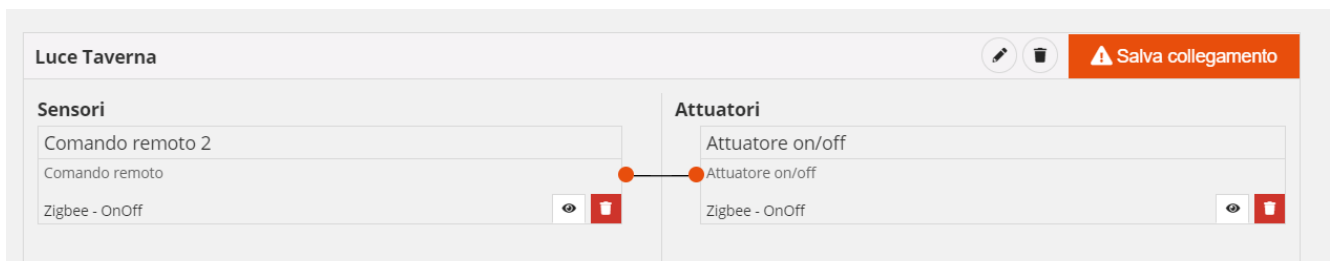 Luce Taverna
Salva collegamento
Sensori
Attuatori
Comando remoto 2
Attuatore on/off
Comando remoto
Attuatore on/off
Zigbee - OnOff
Zigbee - OnOff